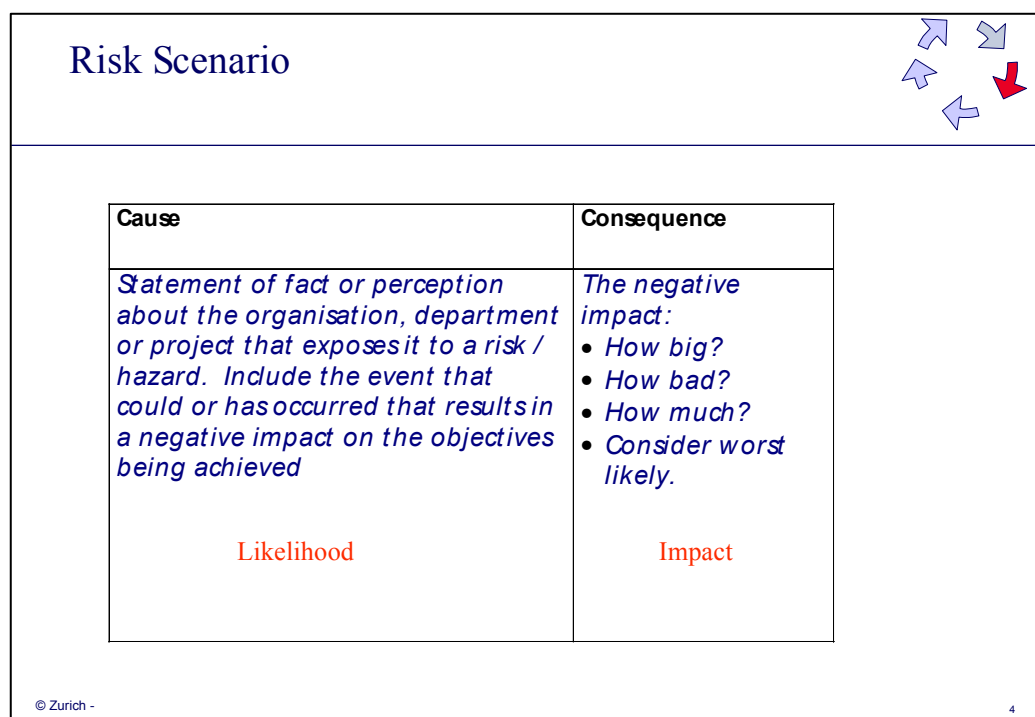 Risk Scenario
Cause
Consequence
Statement of fact or perception
about the organisation, department
or project that exposes it to a risk /
hazard.  Include the event that
could or has occurred that results in
a negative impact on the objectives
being achieved
Likelihood
The negative
impact:
• How big?
• How bad?
• How much?
• Consider worst
likely.
Impact
© Zurich -
4